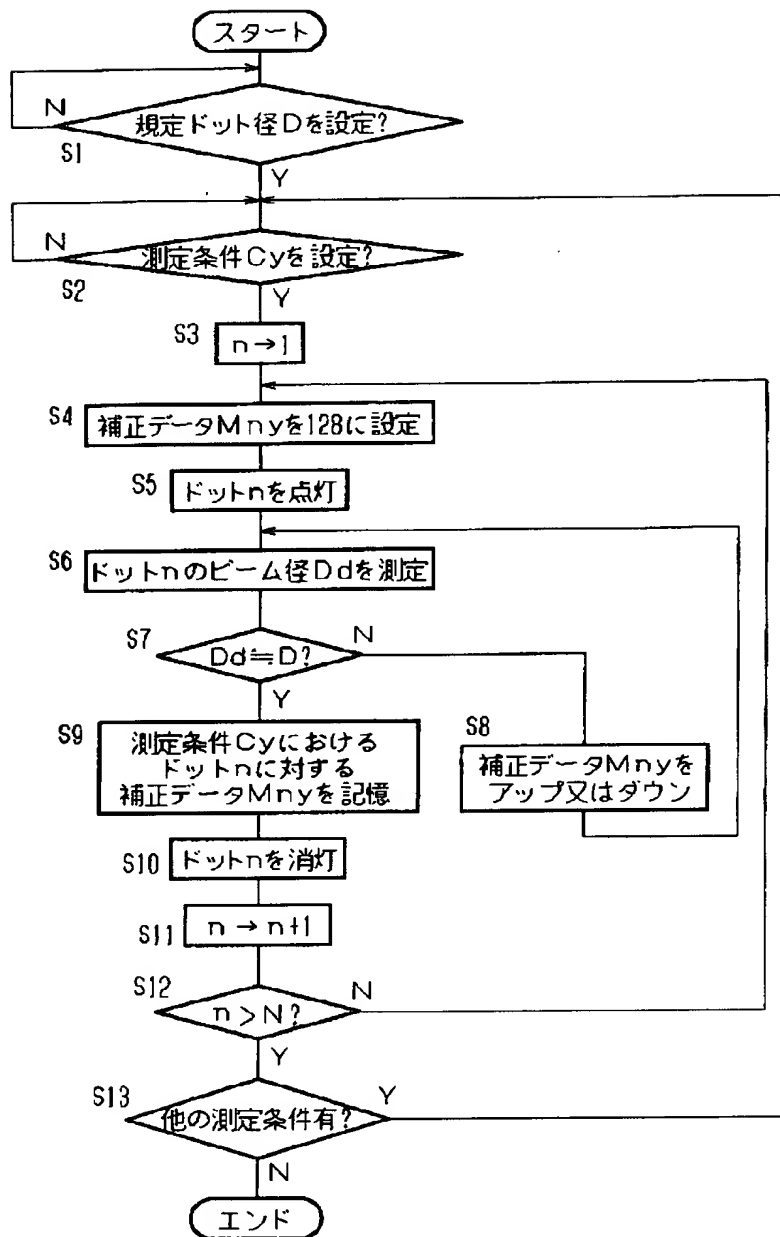 スタート
N
規定ドット径Dを設定?
S1
Y
N
測定条件Cyを設定?
S2
Y
S3
n→1
S4
補正データMnyを128に設定
S5
ドットnを点灯
S6
ドットnのビーム径Ddを測定
S7
N
Dd≒D?
Y
S9
測定条件Cyにおける
ドットnに対する
補正データMnyを記憶
S8
補正データMnyを
アップ又はダウン
S10
ドットnを消灯
S11
n→n+1
S12
N
n>N?
Y
S13
Y
他の測定条件有?
N
エンド